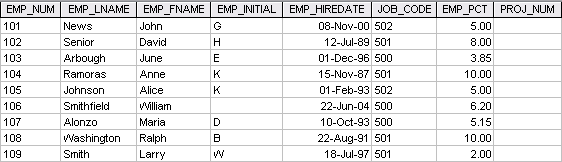 EMP_NUM EMP_LNAME EMP_FNAME EMP_INITIAL EMP_HIREDATE JOB_CODE EMP_PCT PROJ_NUM
101 News John G 08-Nov-00 502 5.00
102 Senior David H 12-Jul-89 501 8.00
103 Arbough June E 01-Dec-96 500 3.85
104 Ramoras Anne K 15-Nov-87 501 10.00
105 Johnson Alice K 01-Feb-93 502 5.00
106 Smithfield William 22-Jun-04 500 6.20
107 Alonzo Maria D 10-Oct-93 500 5.15
108 Washington Ralph B 22-Aug-91 501 10.00
109 Smith Larry W 18-Jul-97 501 2.00